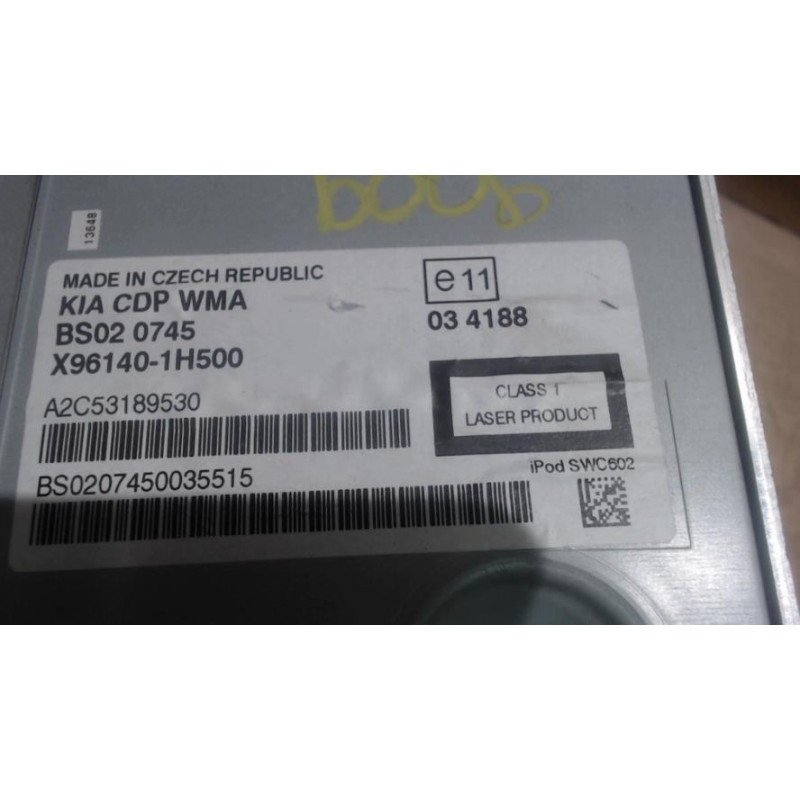 13648
MADE IN CZECH REPUBLIC
KIA CDP WMA
BS02 0745
X96140-1H500
e11
03 4188
A2C53189530
CLASS 1
LASER PRODUCT
BS0207450035515
iPod SWC602